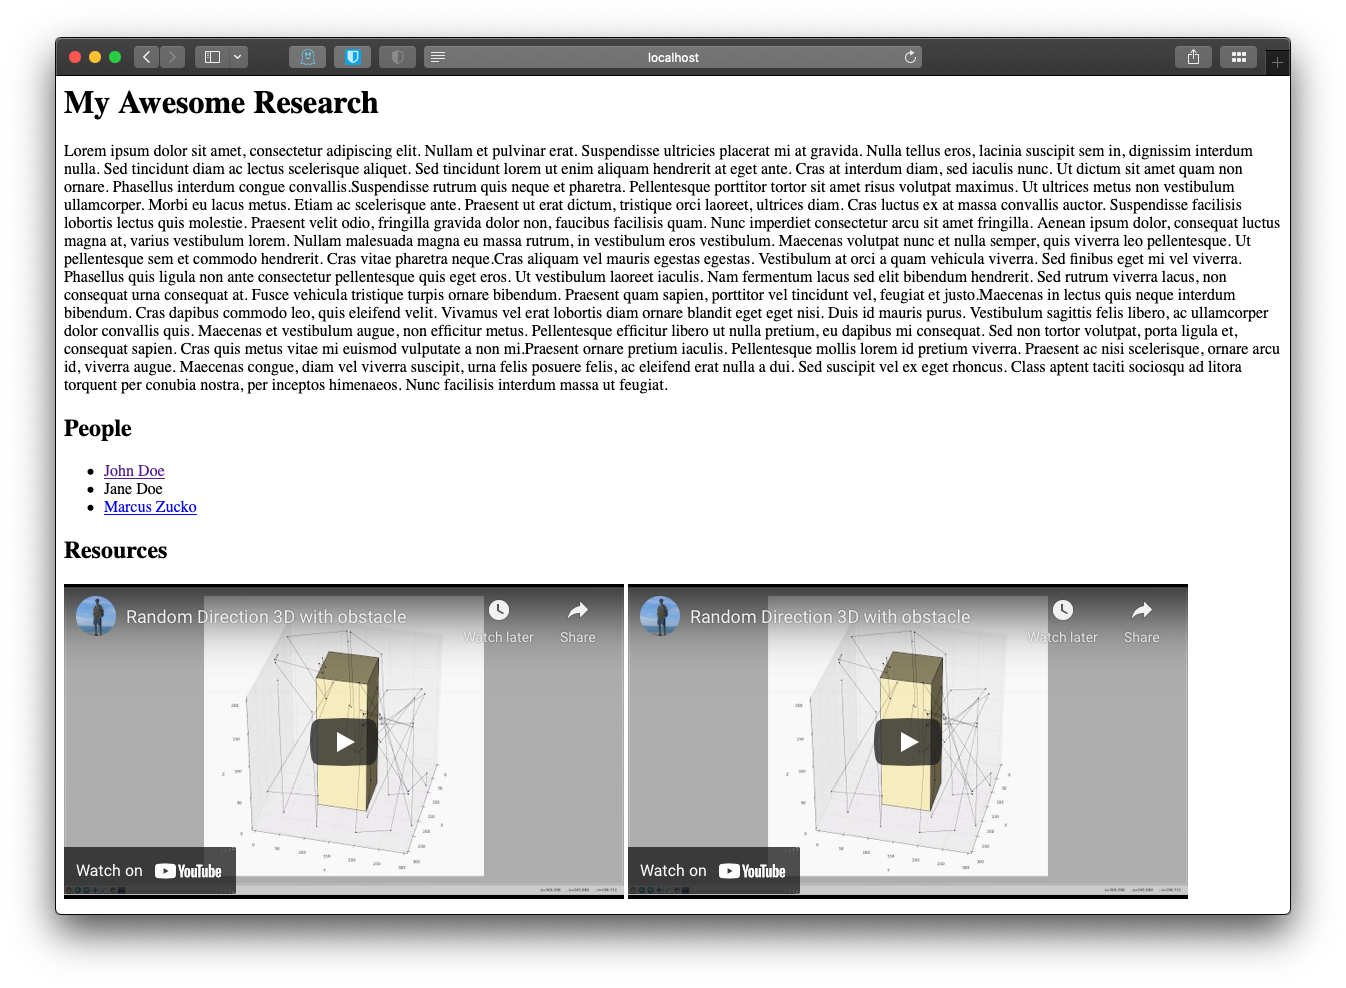 localhost
My Awesome Research
Lorem ipsum dolor sit amet, consectetur adipiscing elit. Nullam et pulvinar erat. Suspendisse ultricies placerat mi at gravida. Nulla tellus eros, lacinia suscipit sem in, dignissim interdum
nulla. Sed tincidunt diam ac lectus scelerisque aliquet. Sed tincidunt lorem ut enim aliquam hendrerit at eget ante. Cras at interdum diam, sed iaculis nunc. Ut dictum sit amet quam non
ornare. Phasellus interdum congue convallis.Suspendisse rutrum quis neque et pharetra. Pellentesque porttitor tortor sit amet risus volutpat maximus. Ut ultrices metus non vestibulum
ullamcorper. Morbi eu lacus metus. Etiam ac scelerisque ante. Praesent ut erat dictum, tristique orci laoreet, ultrices diam. Cras luctus ex at massa convallis auctor. Suspendisse facilisis
lobortis lectus quis molestie. Praesent velit odio, fringilla gravida dolor non, faucibus facilisis quam. Nunc imperdiet consectetur arcu sit amet fringilla. Aenean ipsum dolor, consequat luctus
magna at, varius vestibulum lorem. Nullam malesuada magna eu massa rutrum, in vestibulum eros vestibulum. Maecenas volutpat nunc et nulla semper, quis viverra leo pellentesque. Ut
pellentesque sem et commodo hendrerit. Cras vitae pharetra neque.Cras aliquam vel mauris egestas egestas. Vestibulum at orci a quam vehicula viverra. Sed finibus eget mi vel viverra.
Phasellus quis ligula non ante consectetur pellentesque quis eget eros. Ut vestibulum laoreet iaculis. Nam fermentum lacus sed elit bibendum hendrerit. Sed rutrum viverra lacus, non
consequat urna consequat at. Fusce vehicula tristique turpis ornare bibendum. Praesent quam sapien, porttitor vel tincidunt vel, feugiat et justo.Maecenas in lectus quis neque interdum
bibendum. Cras dapibus commodo leo, quis eleifend velit. Vivamus vel erat lobortis diam ornare blandit eget eget nisi. Duis id mauris purus. Vestibulum sagittis felis libero, ac ullamcorper
dolor convallis quis. Maecenas et vestibulum augue, non efficitur metus. Pellentesque efficitur libero ut nulla pretium, eu dapibus mi consequat. Sed non tortor volutpat, porta ligula et,
consequat sapien. Cras quis metus vitae mi euismod vulputate a non mi.Praesent ornare pretium iaculis. Pellentesque mollis lorem id pretium viverra. Praesent ac nisi scelerisque, ornare arcu
id, viverra augue. Maecenas congue, diam vel viverra suscipit, urna felis posuere felis, ac eleifend erat nulla a dui. Sed suscipit vel ex eget rhoncus. Class aptent taciti sociosqu ad litora
torquent per conubia nostra, per inceptos himenaeos. Nunc facilisis interdum massa ut feugiat.
People
John Doe
Jane Doe
Marcus Zucko
Resources
Random Direction 3D with obstacle
Watch later
Share
Watch on YouTube
Random Direction 3D with obstacle
Watch later
Share
Watch on YouTube